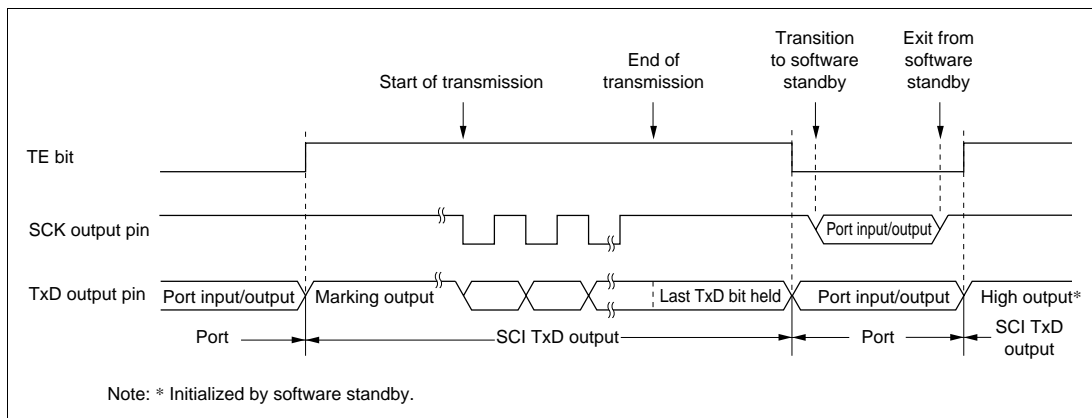 Transition
to software
standby
Exit from
software
standby
End of
transmission
Start of transmission
TE bit
SCK output pin
Port input/output
TxD output pin
Port input/output
Marking output
Last TxD bit held
Port input/output
High output*
Port
SCI TxD output
Port
SCI TxD
output
Note: * Initialized by software standby.